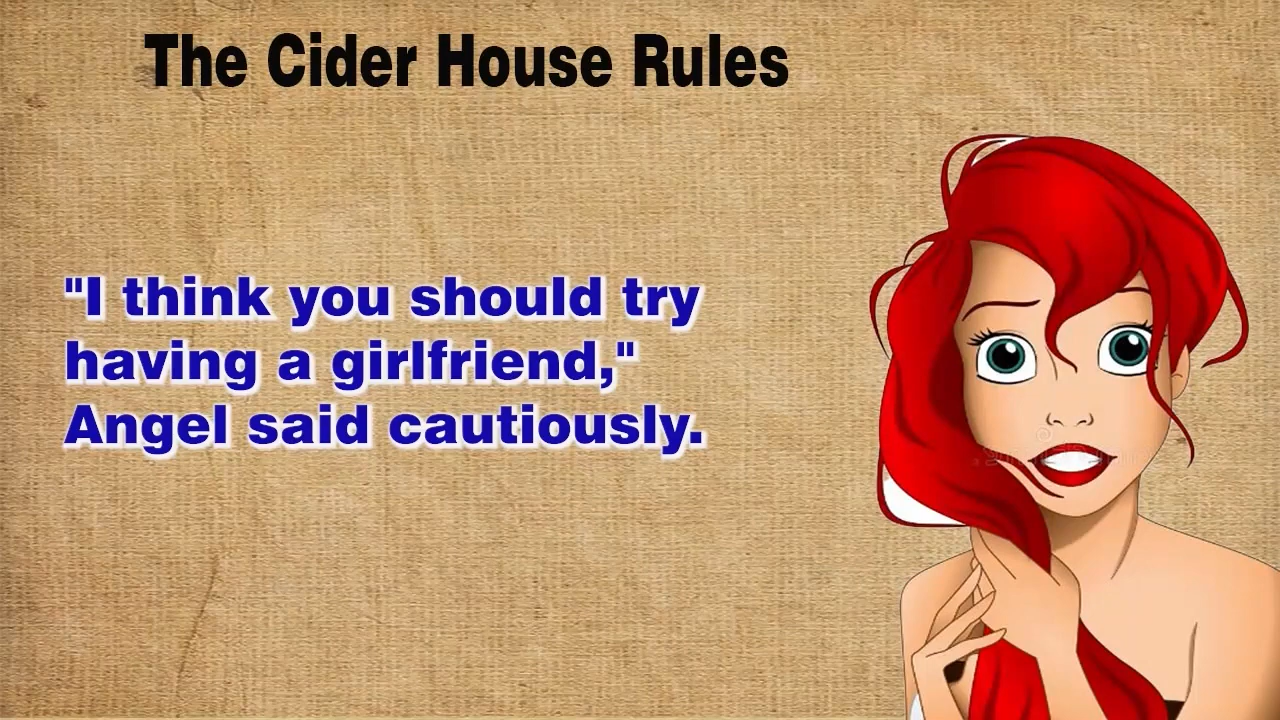 The Cider House Rules
"I think you should try
having a girlfriend,"
Angel said cautiously.